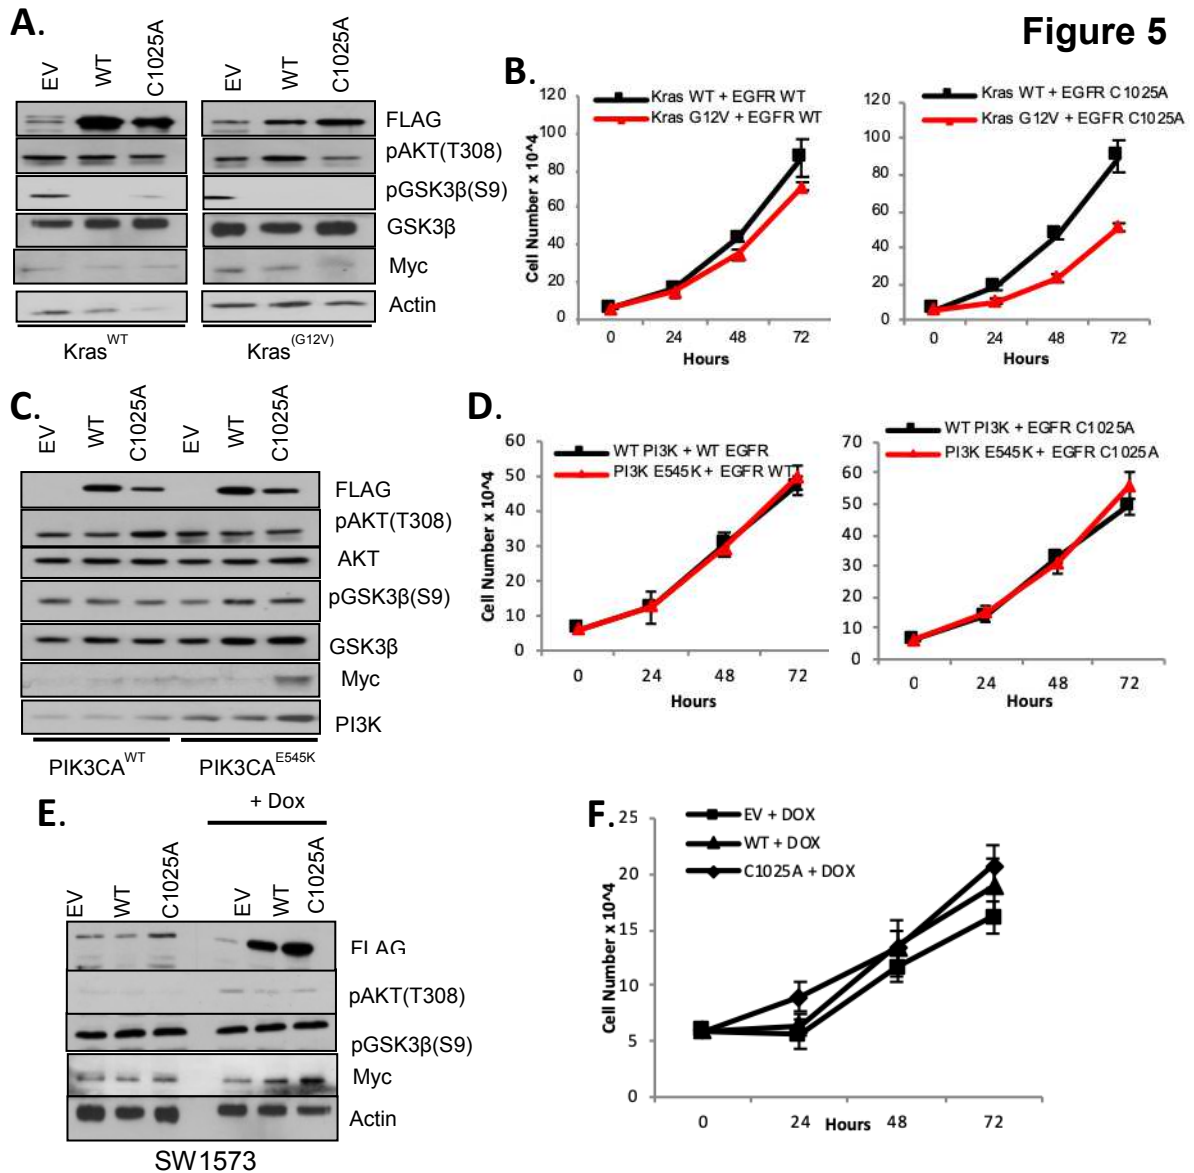 Figure 5
A.
EV WT C1025A EV WT C1025A
FLAG
pAKT(T308)
pGSK3β(S9)
GSK3β
Myc
Actin
Kras^WT Kras^(G12V)
B.
Kras WT + EGFR WT
Kras G12V + EGFR WT
Cell Number x 10^4
120
100
80
60
40
20
0
0 24 48 72
Hours
Kras WT + EGFR C1025A
Kras G12V + EGFR C1025A
120
100
80
60
40
20
0
0 24 48 72
Hours
C.
EV WT C1025A EV WT C1025A
FLAG
pAKT(T308)
AKT
pGSK3β(S9)
GSK3β
Myc
PI3K
PIK3CA^WT PIK3CA^E545K
D.
WT PI3K + WT EGFR
PI3K E545K + EGFR WT
Cell Number x 10^4
60
50
40
30
20
10
0
0 24 48 72
Hours
WT PI3K + EGFR C1025A
PI3K E545K + EGFR C1025A
70
60
50
40
30
20
10
0
0 24 48 72
Hours
E.
+ Dox
EV WT C1025A EV WT C1025A
FLAG
pAKT(T308)
pGSK3β(S9)
Myc
Actin
SW1573
F.
EV + DOX
WT + DOX
C1025A + DOX
Cell Number x 10^4
25
20
15
10
5
0
0 24 48 72
Hours